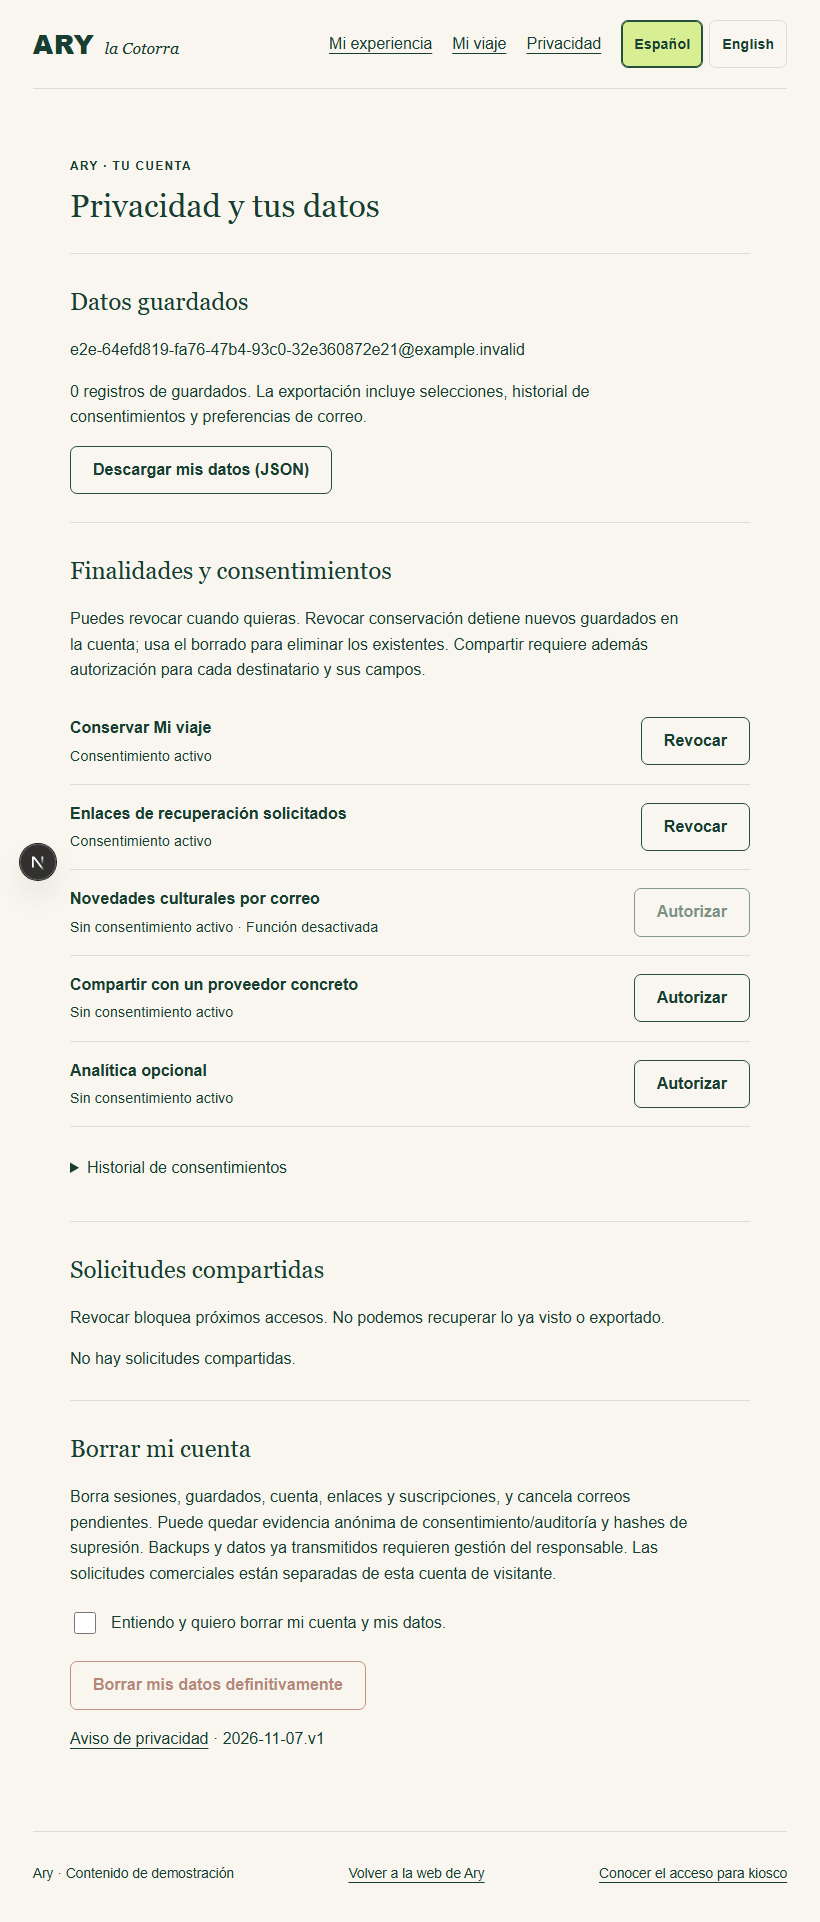 ARY la Cotorra
Mi experiencia
Mi viaje
Privacidad
Español
English
ARY · TU CUENTA
Privacidad y tus datos
Datos guardados
e2e-64efd819-fa76-47b4-93c0-32e360872e21@example.invalid
0 registros de guardados. La exportación incluye selecciones, historial de
consentimientos y preferencias de correo.
Descargar mis datos (JSON)
Finalidades y consentimientos
Puedes revocar cuando quieras. Revocar conservación detiene nuevos guardados en
la cuenta; usa el borrado para eliminar los existentes. Compartir requiere además
autorización para cada destinatario y sus campos.
Conservar Mi viaje
Consentimiento activo
Revocar
Enlaces de recuperación solicitados
Consentimiento activo
Revocar
N
Novedades culturales por correo
Sin consentimiento activo · Función desactivada
Autorizar
Compartir con un proveedor concreto
Sin consentimiento activo
Autorizar
Analítica opcional
Sin consentimiento activo
Autorizar
Historial de consentimientos
Solicitudes compartidas
Revocar bloquea próximos accesos. No podemos recuperar lo ya visto o exportado.
No hay solicitudes compartidas.
Borrar mi cuenta
Borra sesiones, guardados, cuenta, enlaces y suscripciones, y cancela correos
pendientes. Puede quedar evidencia anónima de consentimiento/auditoría y hashes de
supresión. Backups y datos ya transmitidos requieren gestión del responsable. Las
solicitudes comerciales están separadas de esta cuenta de visitante.
Entiendo y quiero borrar mi cuenta y mis datos.
Borrar mis datos definitivamente
Aviso de privacidad · 2026-11-07.v1
Ary · Contenido de demostración
Volver a la web de Ary
Conocer el acceso para kiosco